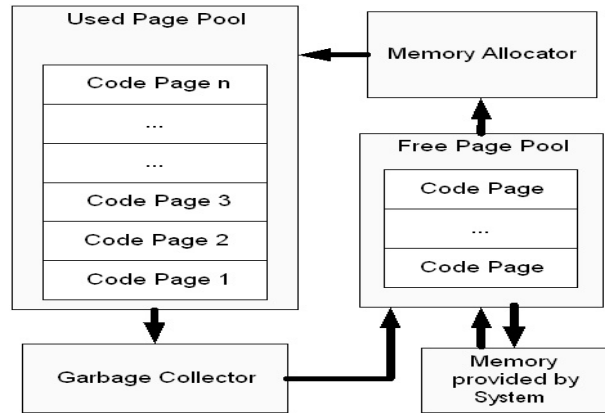 Used Page Pool
Code Page n
...
...
Code Page 3
Code Page 2
Code Page 1
Memory Allocator
Free Page Pool
Code Page
...
Code Page
Garbage Collector
Memory
provided by
System